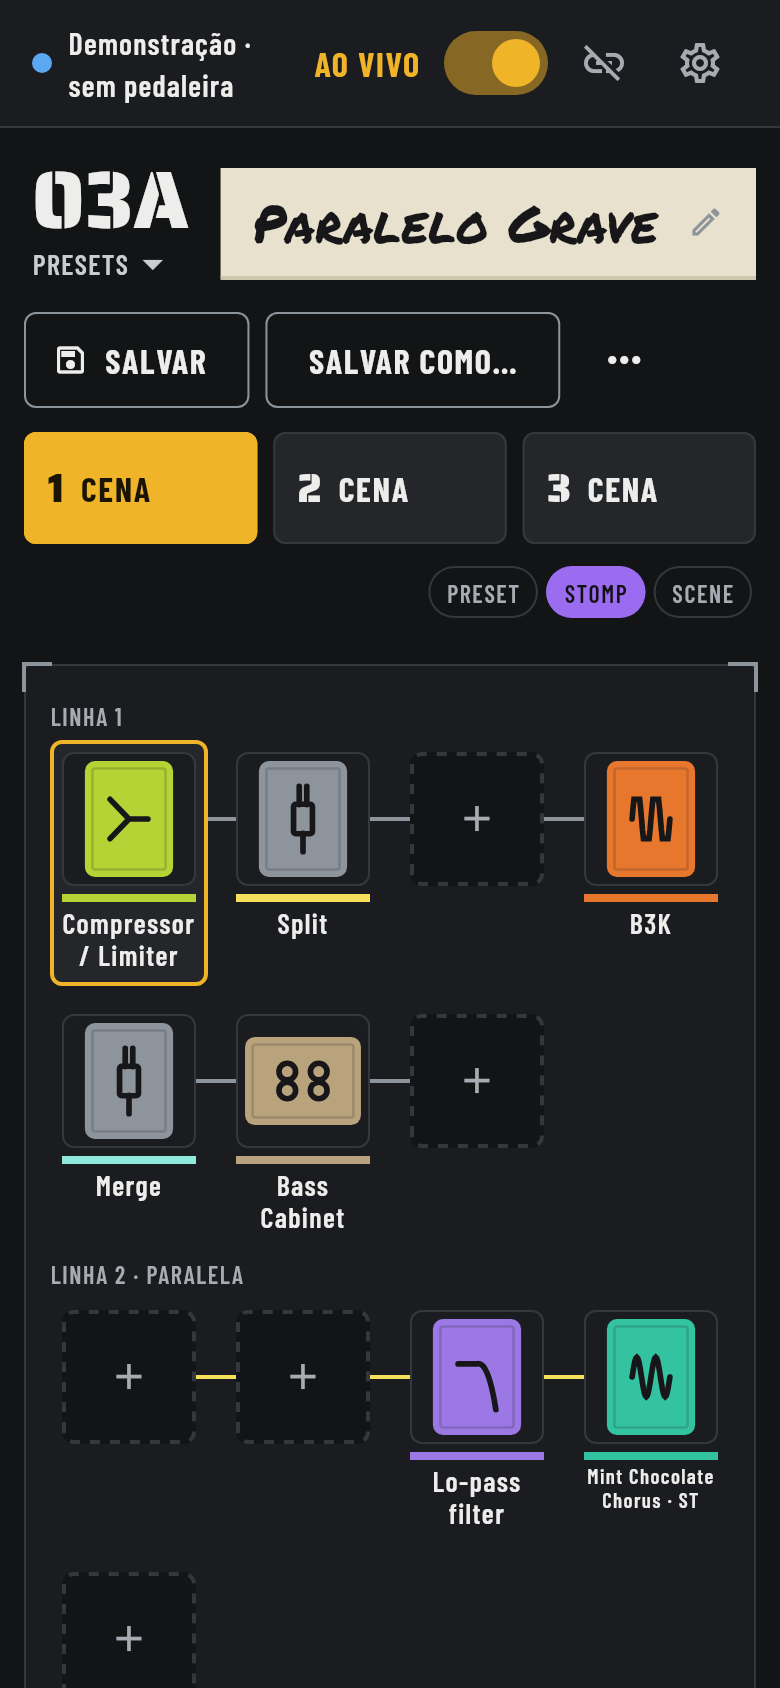 Demonstração ·
sem pedaleira
AO VIVO
03A
PRESETS
Paralelo Grave
SALVAR
SALVAR COMO...
1 CENA
2 CENA
3 CENA
PRESET
STOMP
SCENE
LINHA 1
Compressor
/ Limiter
Split
B3K
Merge
88
Bass
Cabinet
LINHA 2 · PARALELA
Lo-pass
filter
Mint Chocolate
Chorus · ST